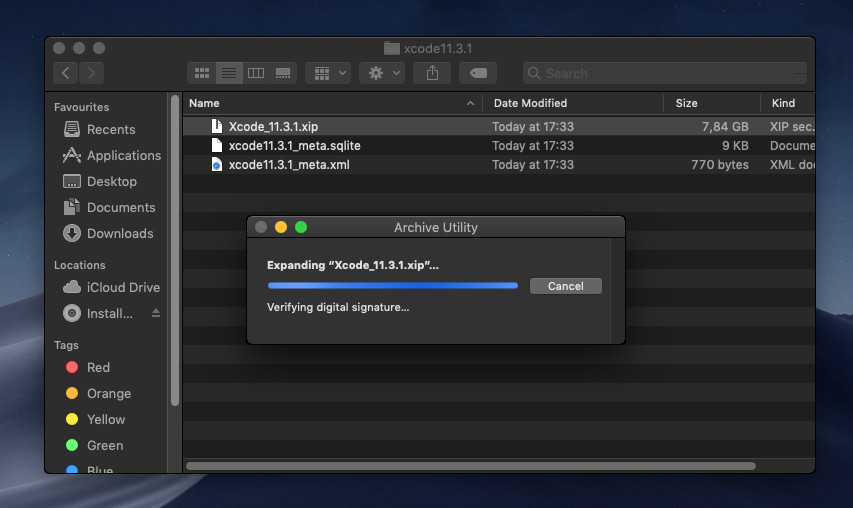 xcode11.3.1
Search
Favourites
Recents
Applications
Desktop
Documents
Downloads
Locations
iCloud Drive
Install...
Tags
Red
Orange
Yellow
Green
Blue
Name Date Modified Size Kind
Xcode_11.3.1.xip Today at 17:33 7,84 GB XIP sec...
xcode11.3.1_meta.sqlite Today at 17:33 9 KB Docume
xcode11.3.1_meta.xml Today at 17:33 770 bytes XML doc
Archive Utility
Expanding “Xcode_11.3.1.xip”...
Cancel
Verifying digital signature...